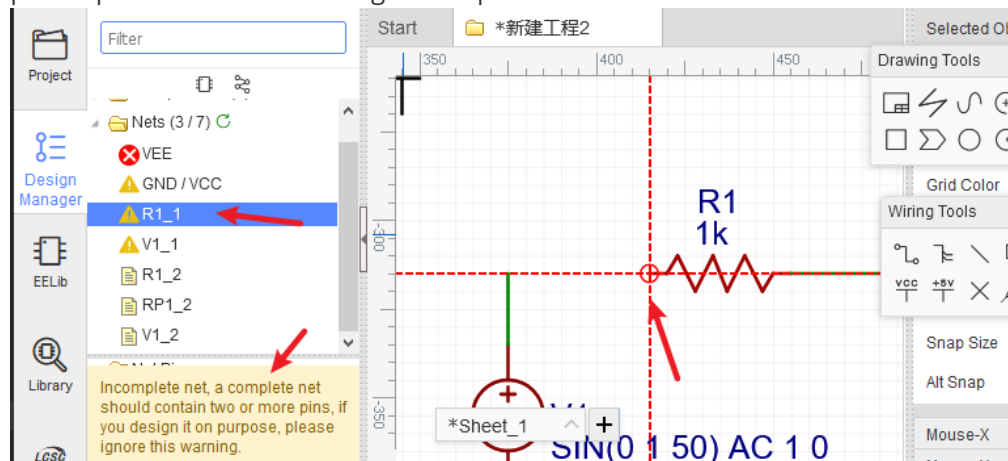 Project
Design
Manager
EELib
Library
LCSC
Filter
Nets (3 / 7)
VEE
GND / VCC
R1_1
V1_1
R1_2
RP1_2
V1_2
Incomplete net, a complete net
should contain two or more pins, if
you design it on purpose, please
ignore this warning.
Start
*新建工程2
350
400
450
-300
-350
R1
1k
SIN(0 1 50) AC 1 0
*Sheet_1
Selected
Drawing Tools
Grid Color
Wiring Tools
VCC
+5V
Snap Size
Alt Snap
Mouse-X